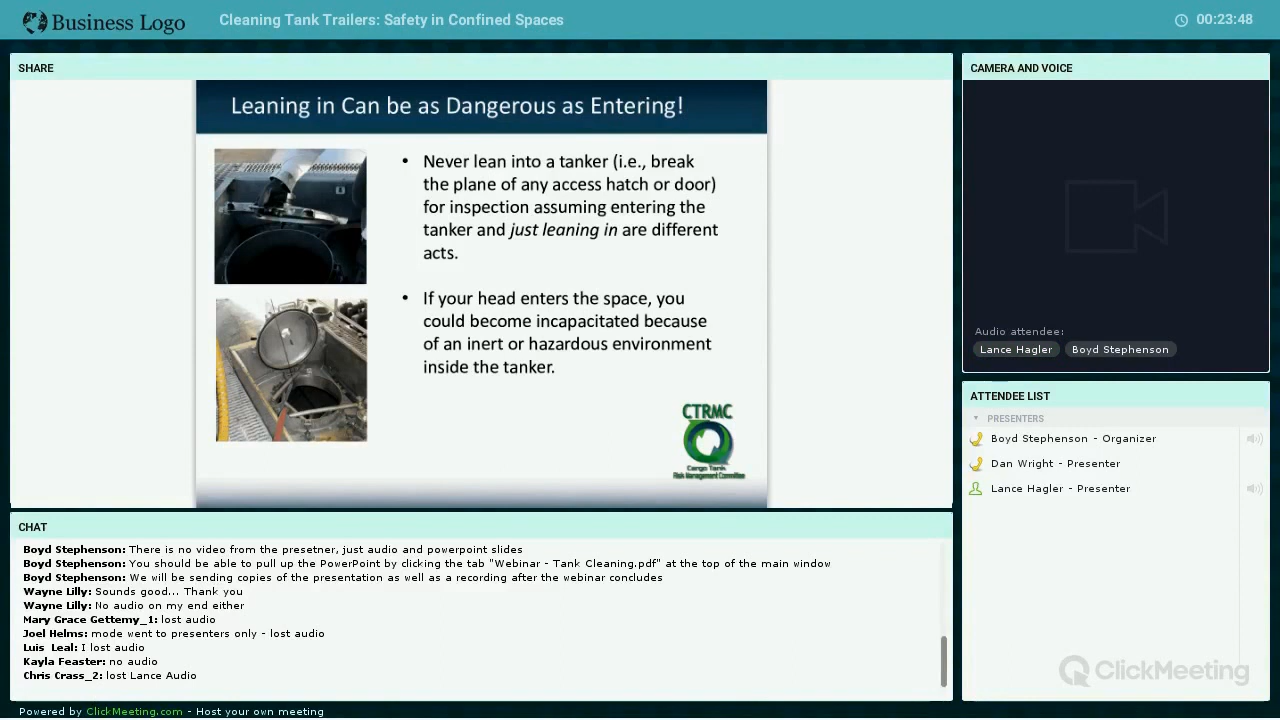 Business Logo
Cleaning Tank Trailers: Safety in Confined Spaces
00:23:48
SHARE
Leaning in Can be as Dangerous as Entering!
• Never lean into a tanker (i.e., break
the plane of any access hatch or door)
for inspection assuming entering the
tanker and just leaning in are different
acts.
• If your head enters the space, you
could become incapacitated because
of an inert or hazardous environment
inside the tanker.
CTRMC
Cargo Tank
Risk Management Committee
CAMERA AND VOICE
Audio attendee:
Lance Hagler Boyd Stephenson
ATTENDEE LIST
PRESENTERS
Boyd Stephenson - Organizer
Dan Wright - Presenter
Lance Hagler - Presenter
ClickMeeting
CHAT
Boyd Stephenson: There is no video from the presetner, just audio and powerpoint slides
Boyd Stephenson: You should be able to pull up the PowerPoint by clicking the tab "Webinar - Tank Cleaning.pdf" at the top of the main window
Boyd Stephenson: We will be sending copies of the presentation as well as a recording after the webinar concludes
Wayne Lilly: Sounds good... Thank you
Wayne Lilly: No audio on my end either
Mary Grace Gettemy_1: lost audio
Joel Helms: mode went to presenters only - lost audio
Luis Leal: I lost audio
Kayla Feaster: no audio
Chris Crass_2: lost Lance Audio
Powered by ClickMeeting.com - Host your own meeting